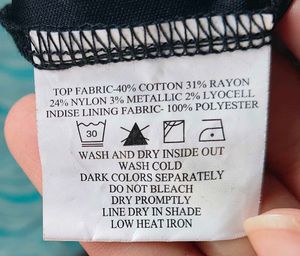 TOP FABRIC-40% COTTON 31% RAYON
24% NYLON 3% METALLIC 2% LYOCELL
INDISE LINING FABRIC- 100% POLYESTER
30
WASH AND DRY INSIDE OUT
WASH COLD
DARK COLORS SEPARATELY
DO NOT BLEACH
DRY PROMPTLY
LINE DRY IN SHADE
LOW HEAT IRON